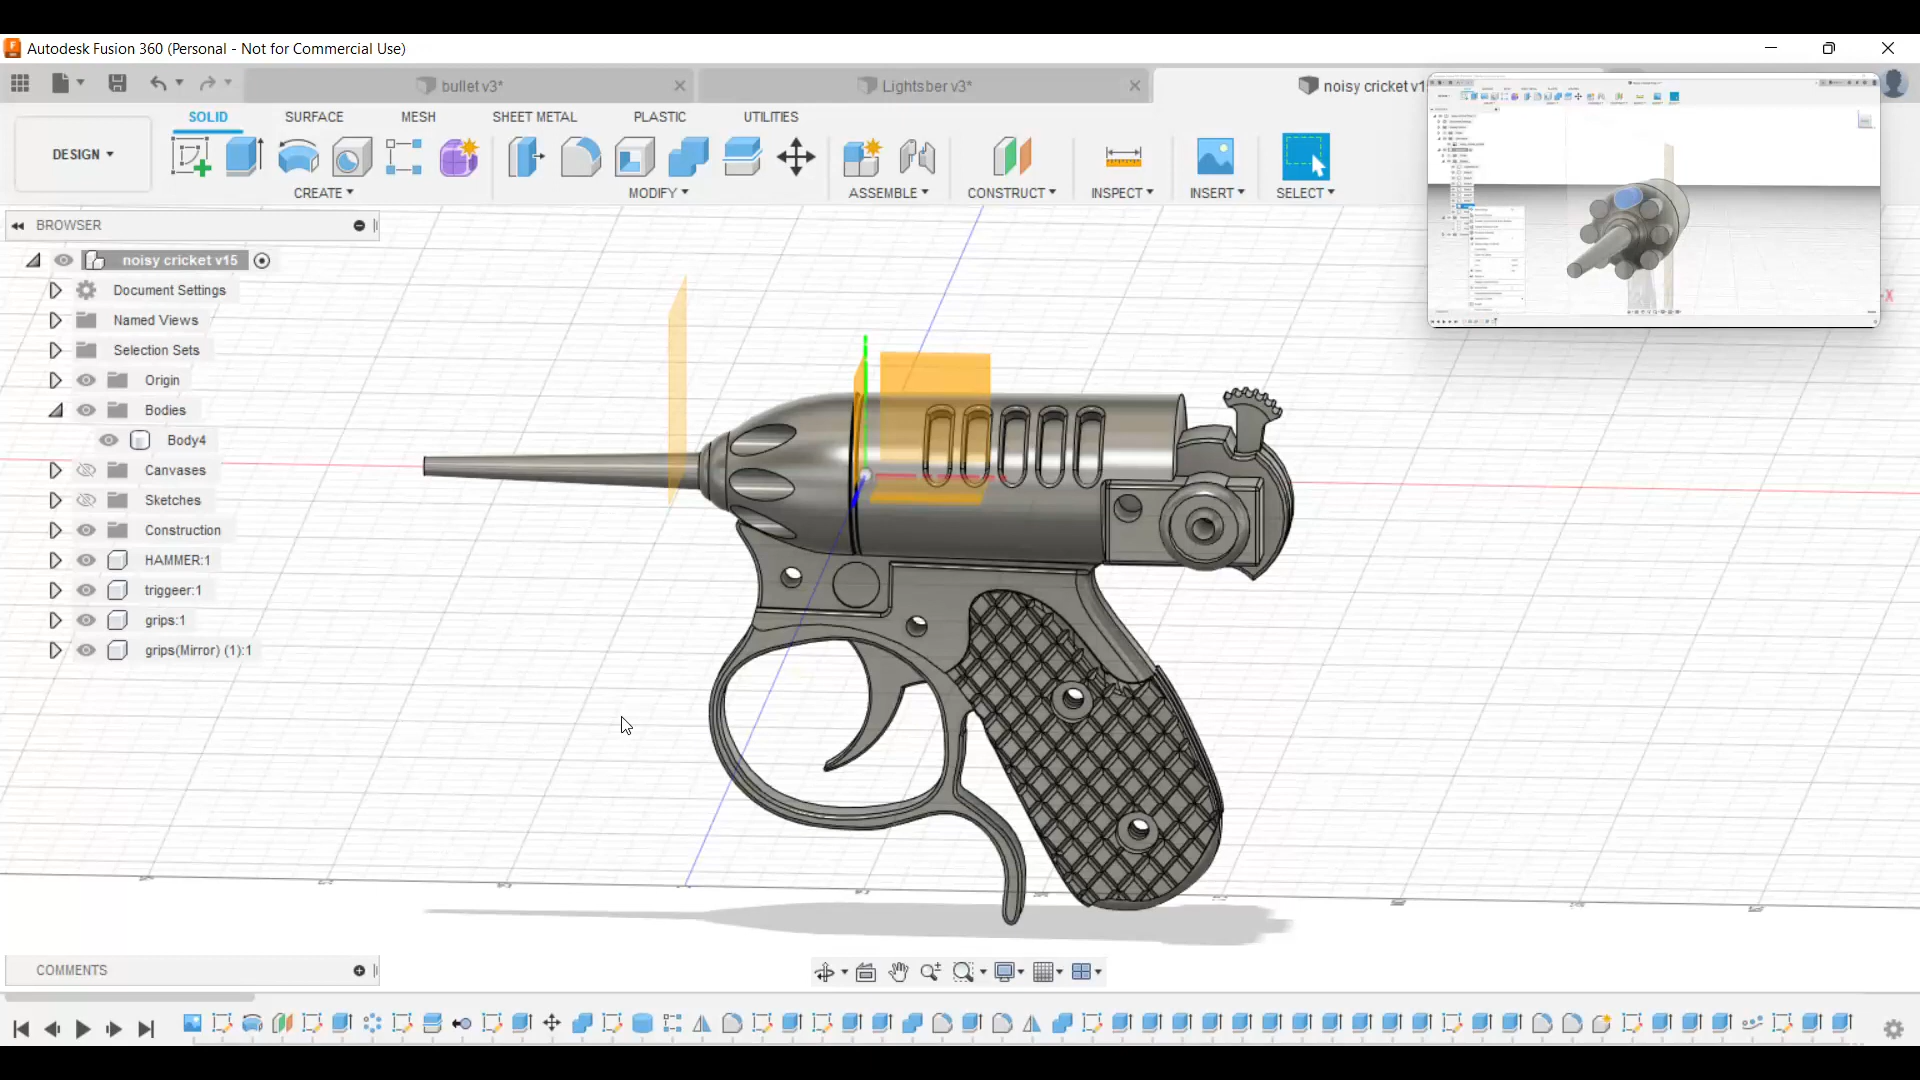 Autodesk Fusion 360 (Personal - Not for Commercial Use)
bullet v3*
Lightsber v3*
noisy cricket v1
SOLID
SURFACE
MESH
SHEET METAL
PLASTIC
UTILITIES
DESIGN
CREATE
MODIFY
ASSEMBLE
CONSTRUCT
INSPECT
INSERT
SELECT
BROWSER
noisy cricket v15
Document Settings
Named Views
Selection Sets
Origin
Bodies
Body4
Canvases
Sketches
Construction
HAMMER:1
triggeer:1
grips:1
grips(Mirror) (1):1
X
COMMENTS